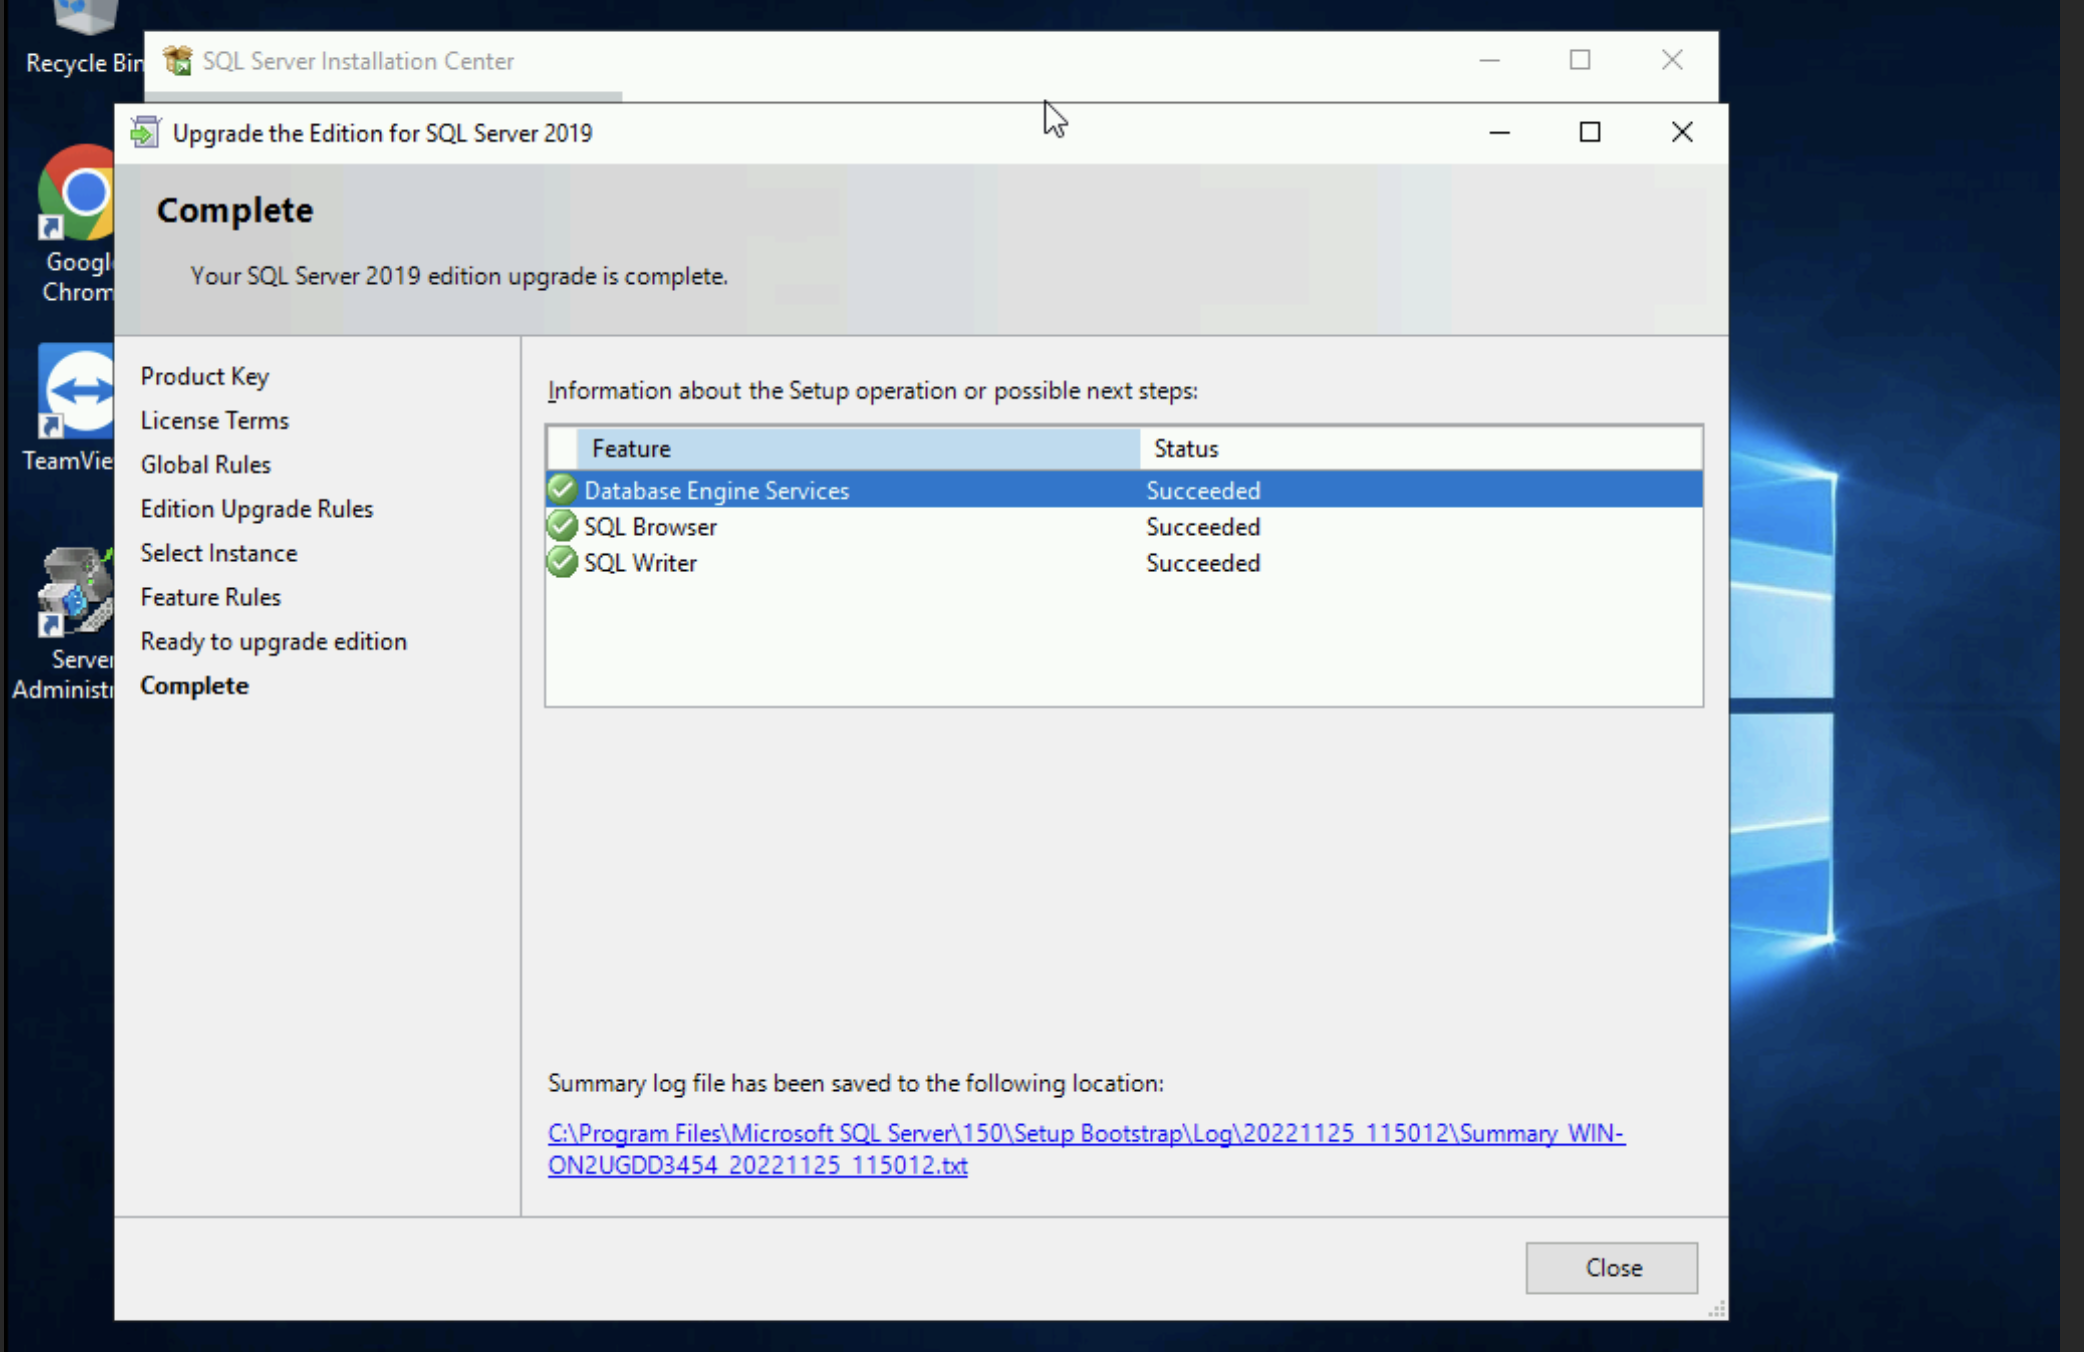 Recycle Bin
SQL Server Installation Center
Upgrade the Edition for SQL Server 2019
Complete
Your SQL Server 2019 edition upgrade is complete.
Googl
Chrom
TeamVie
Server
Administr
Product Key
License Terms
Global Rules
Edition Upgrade Rules
Select Instance
Feature Rules
Ready to upgrade edition
Complete
Information about the Setup operation or possible next steps:
Feature Status
Database Engine Services Succeeded
SQL Browser Succeeded
SQL Writer Succeeded
Summary log file has been saved to the following location:
C:\Program Files\Microsoft SQL Server\150\Setup Bootstrap\Log\20221125_115012\Summary_WIN-
ON2UGDD3454_20221125_115012.txt
Close